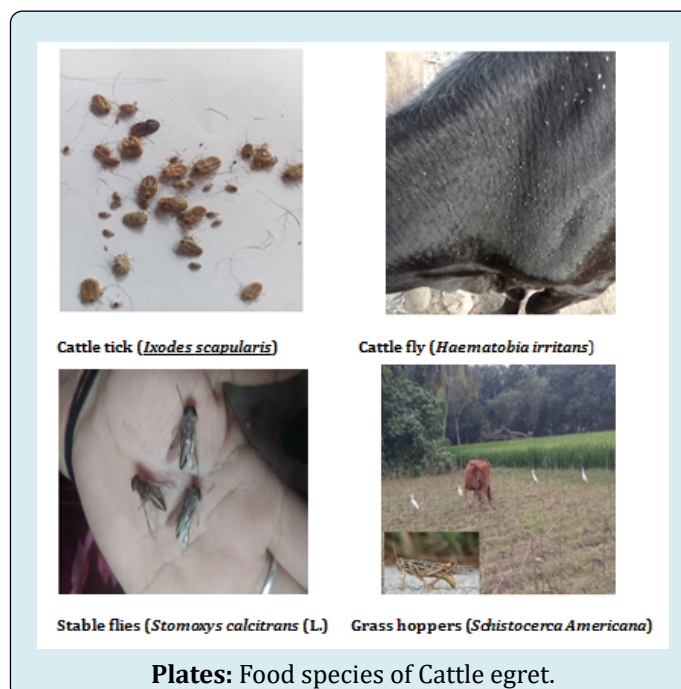 Cattle tick (Ixodes scapularis)
Cattle fly (Haematobia irritans)
Stable flies (Stomoxys calcitrans (L.)
Grass hoppers (Schistocerca Americana)
Plates: Food species of Cattle egret.